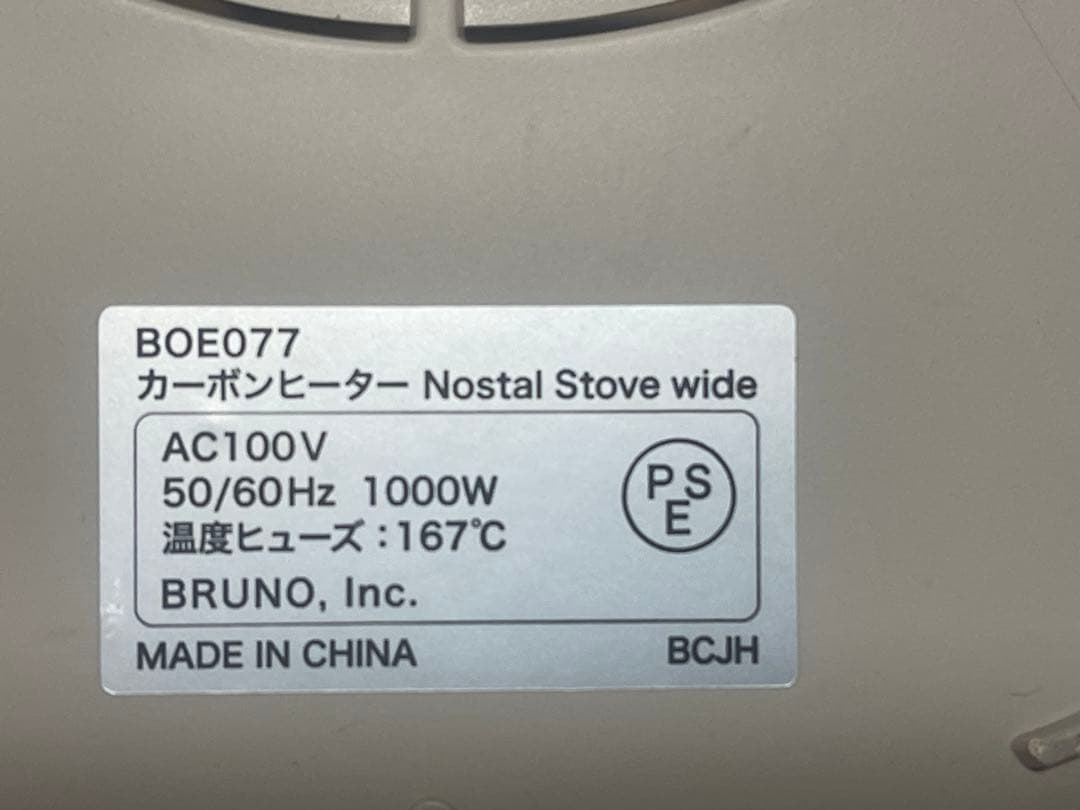 BOE077
カーボンヒーター Nostal Stove wide
AC100V
50/60Hz 1000W
温度ヒューズ：167℃
PSE
BRUNO, Inc.
MADE IN CHINA
BCJH